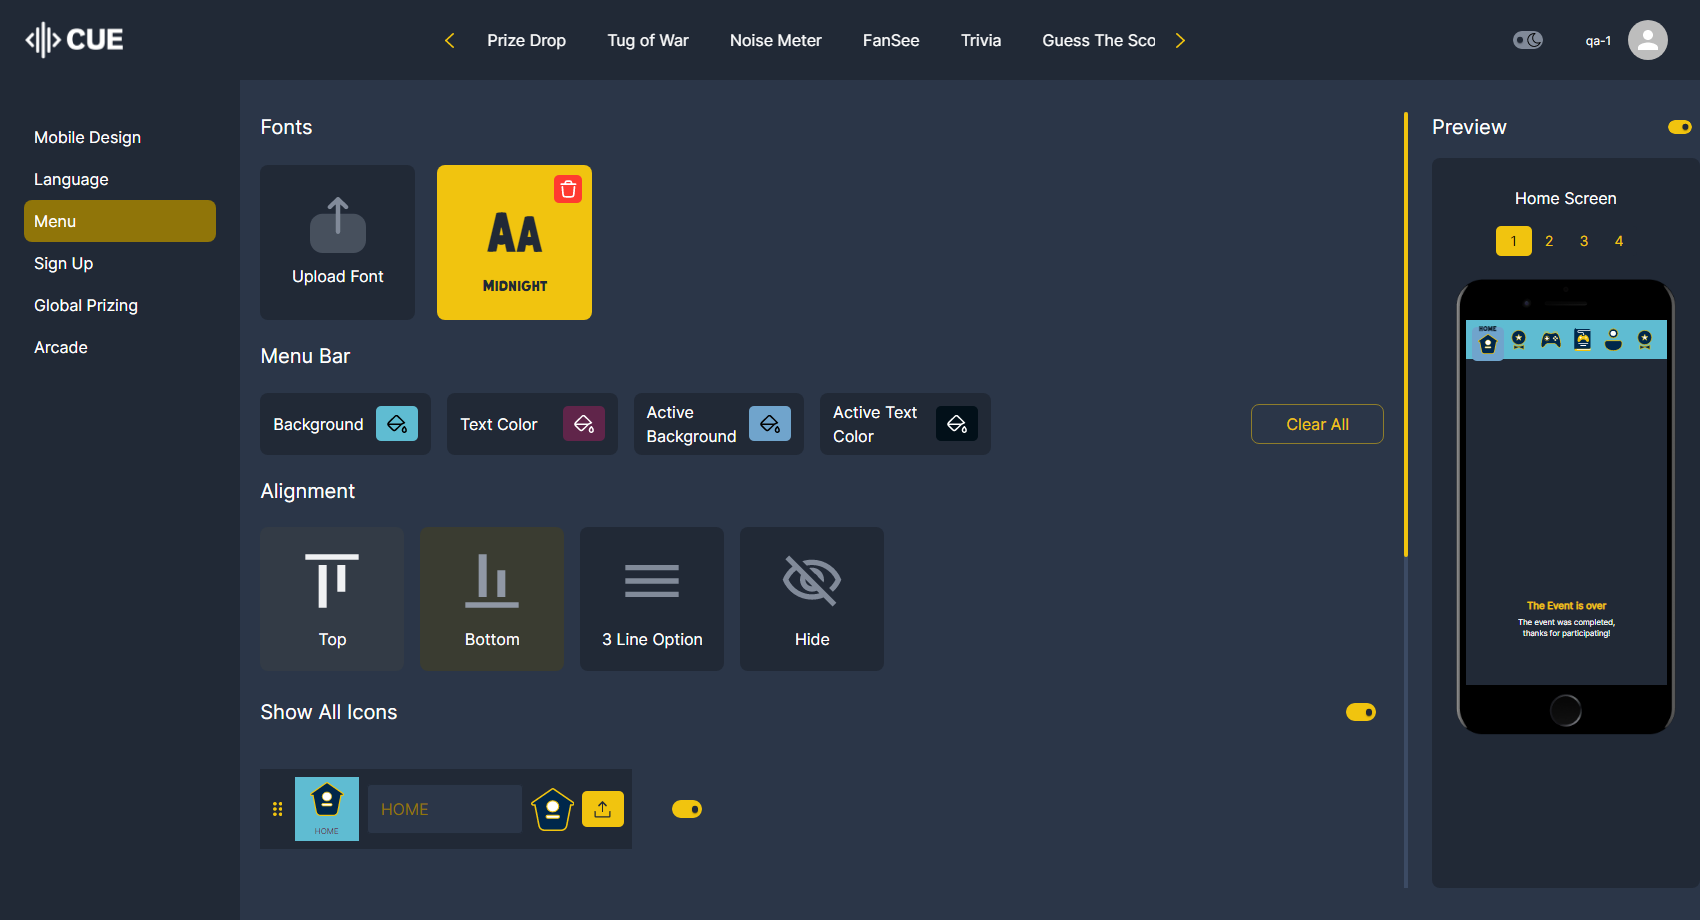 CUE
Prize Drop
Tug of War
Noise Meter
FanSee
Trivia
Guess The Sco
qa-1
Mobile Design
Language
Menu
Sign Up
Global Prizing
Arcade
Fonts
Upload Font
AA
MIDNIGHT
Menu Bar
Background
Text Color
Active
Background
Active Text
Color
Clear All
Alignment
Top
Bottom
3 Line Option
Hide
Show All Icons
HOME
HOME
Preview
Home Screen
1 2 3 4
HOME
The Event is over
The event was completed,
thanks for participating!